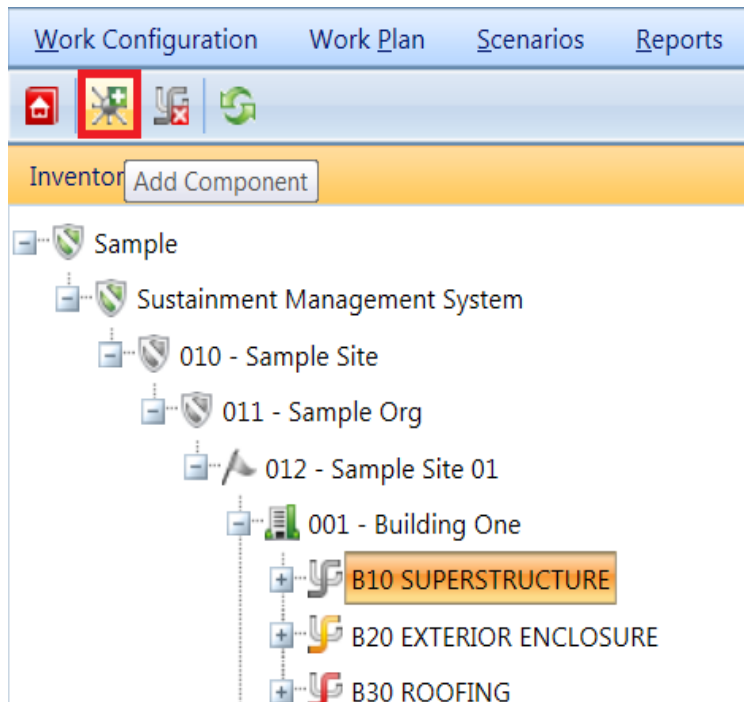 Work Configuration Work Plan Scenarios Reports
Inventor
Add Component
Sample
Sustainment Management System
010 - Sample Site
011 - Sample Org
012 - Sample Site 01
001 - Building One
B10 SUPERSTRUCTURE
B20 EXTERIOR ENCLOSURE
B30 ROOFING